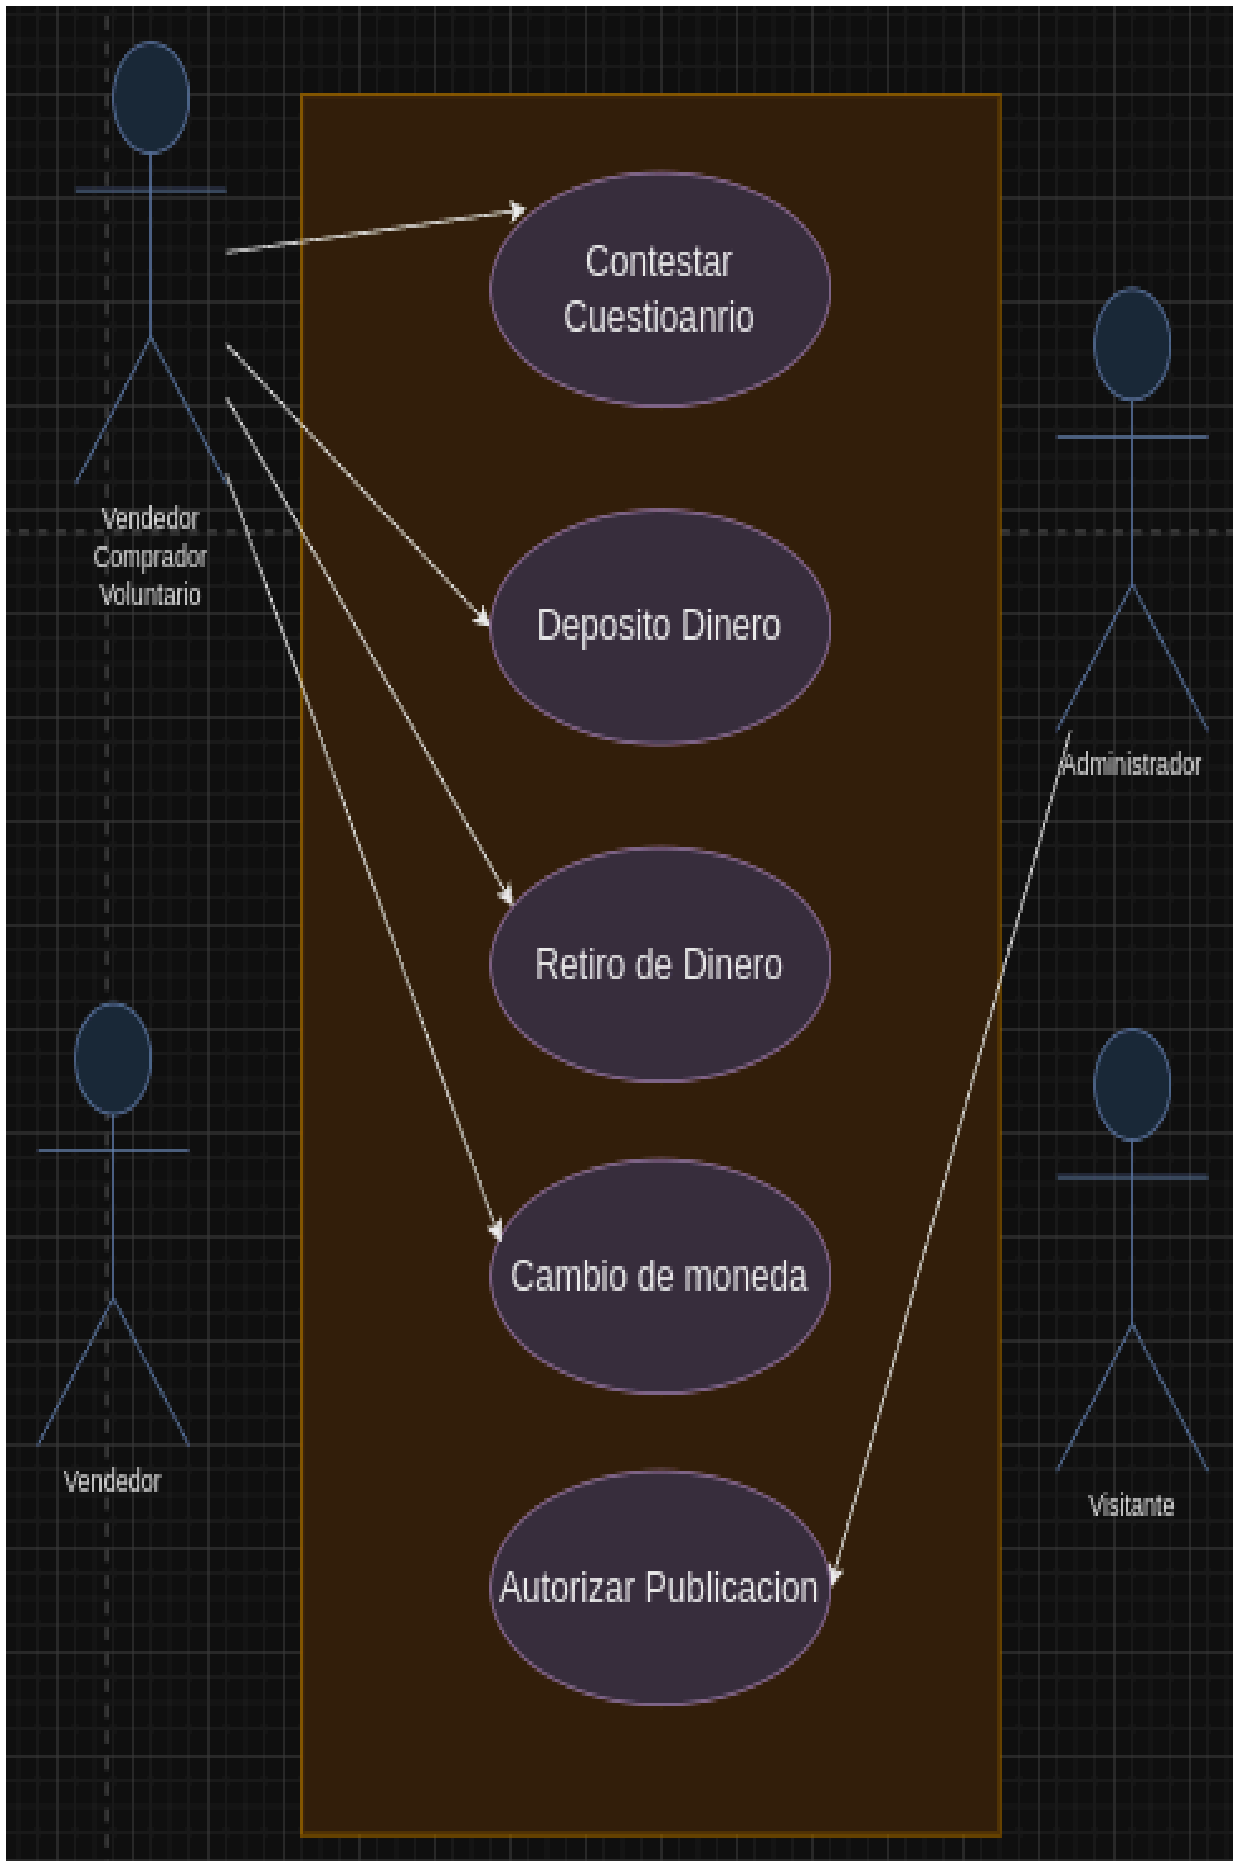 Contestar
Cuestioanrio
Vendedor
Comprador
Voluntario
Deposito Dinero
Administrador
Retiro de Dinero
Cambio de moneda
Vendedor
Visitante
Autorizar Publicacion